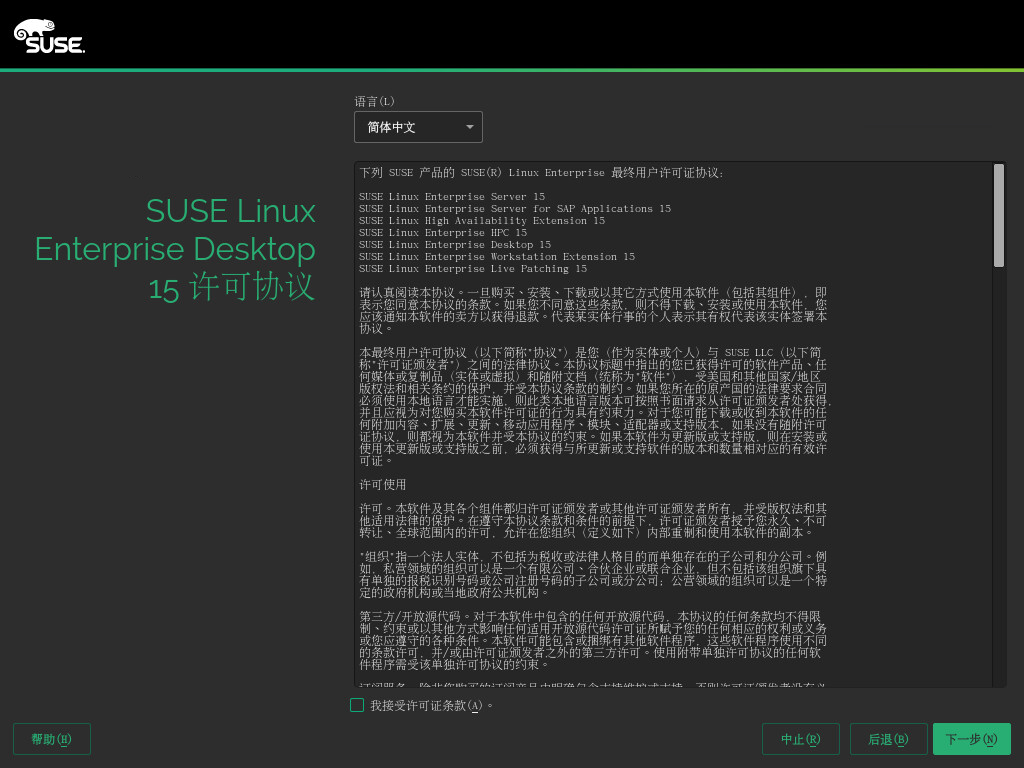 SUSE
语言(L)
简体中文
SUSE Linux
Enterprise Desktop
15 许可协议
下列 SUSE 产品的 SUSE(R) Linux Enterprise 最终用户许可证协议：
SUSE Linux Enterprise Server 15
SUSE Linux Enterprise Server for SAP Applications 15
SUSE Linux High Availability Extension 15
SUSE Linux Enterprise HPC 15
SUSE Linux Enterprise Desktop 15
SUSE Linux Enterprise Workstation Extension 15
SUSE Linux Enterprise Live Patching 15
请认真阅读本协议。一旦购买、安装、下载或以其它方式使用本软件（包括其组件），即
表示您同意本协议的条款。如果您不同意这些条款，则不得下载、安装或使用本软件，您
应该通知本软件的卖方以获得退款。代表某实体行事的个人表示其有权代表该实体签署本
协议。
本最终用户许可协议（以下简称"协议"）是您（作为实体或个人）与 SUSE LLC（以下简
称"许可证颁发者"）之间的法律协议。本协议标题中指出的您已获得许可的软件产品、任
何媒体或复制品（实体或虚拟）和随附文档（统称为"软件"），受美国和其他国家/地区
版权法和相关条约的保护，并受本协议条款的制约。如果您所在的原产国的法律要求合同
必须使用本地语言才能实施，则此类本地语言版本可按照书面请求从许可证颁发者处获得，
并且应视为对您购买本软件许可证的行为具有约束力。对于您可能下载或收到本软件的任
何附加内容、扩展、更新、移动应用程序、模块、适配器或支持版本，如果没有随附许可
证协议，则都视为本软件并受本协议的约束。如果本软件为更新版或支持版，则在安装或
使用本更新版或支持版之前，必须获得与所更新或支持软件的版本和数量相对应的有效许
可证。
许可使用
许可。本软件及其各个组件都归许可证颁发者或其他许可证颁发者所有，并受版权法和其
他适用法律的保护。在遵守本协议条款和条件的前提下，许可证颁发者授予您永久、不可
转让、全球范围内的许可，允许在您组织（定义如下）内部重制和使用本软件的副本。
"组织"指一个法人实体，不包括为税收或法律人格目的而单独存在的子公司和分公司。例
如，私营领域的组织可以是一个有限公司、合伙企业或联合企业，但不包括该组织旗下具
有单独的报税识别号码或公司注册号码的子公司或分公司；公营领域的组织可以是一个特
定的政府机构或当地政府公共机构。
第三方/开放源代码。对于本软件中包含的任何开放源代码，本协议的任何条款均不得限
制、约束或以其他方式影响任何适用开放源代码许可证所赋予您的任何相应的权利或义务
或您应遵守的各种条件。本软件可能包含或捆绑有其他软件程序，这些软件程序使用不同
的条款许可，并/或由许可证颁发者之外的第三方许可。使用附带单独许可协议的任何软
件程序需受该单独许可协议的约束。
我接受许可证条款(A)。
帮助(H)
中止(R)
后退(B)
下一步(N)